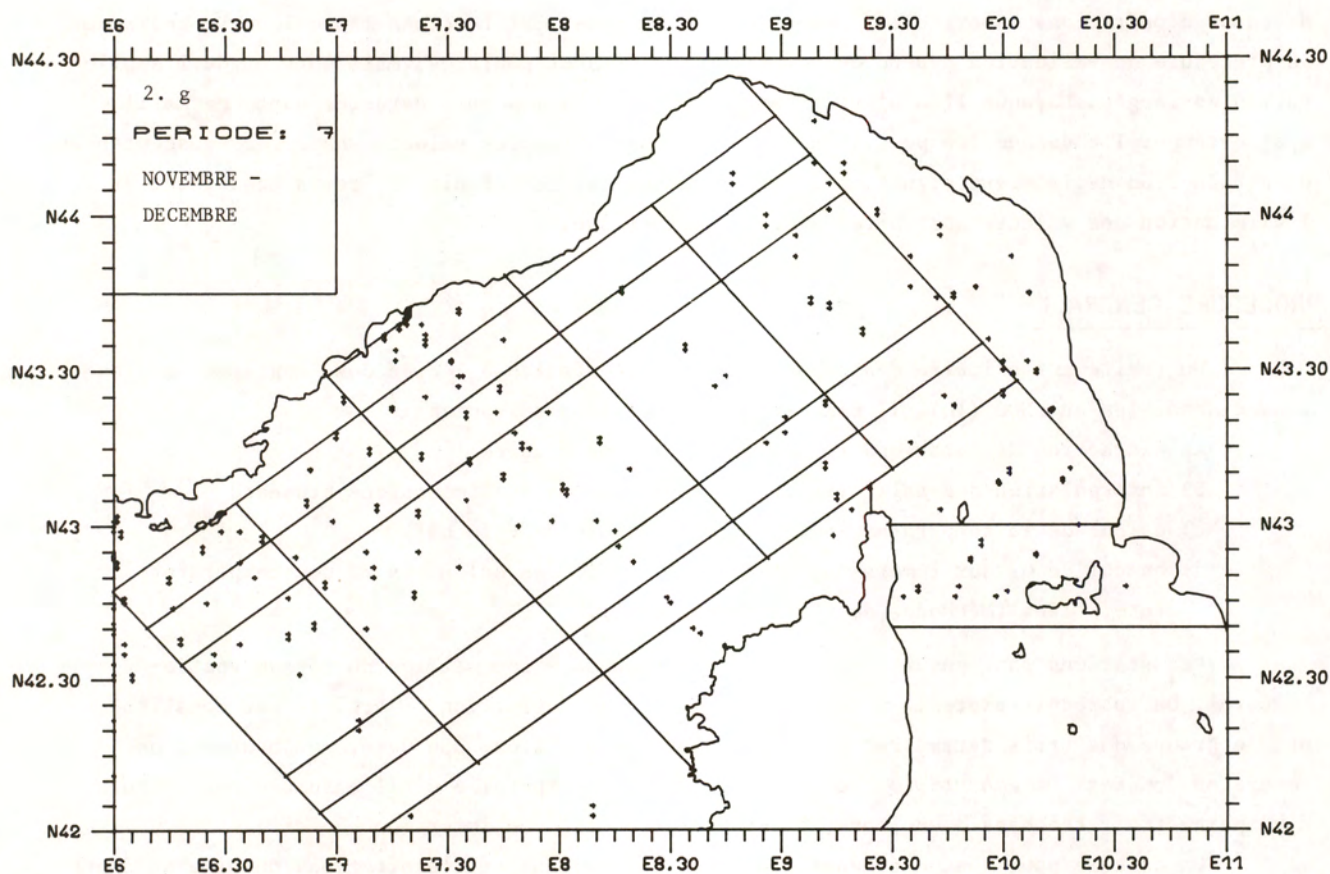 E6 E6.30 E7 E7.30 E8 E8.30 E9 E9.30 E10 E10.30 E11
N44.30 N44.30
2.g
PERIODE: 7
NOVEMBRE -
DECEMBRE
N44 N44
N43.30 N43.30
N43 N43
N42.30 N42.30
N42 N42
E6 E6.30 E7 E7.30 E8 E8.30 E9 E9.30 E10 E10.30 E11